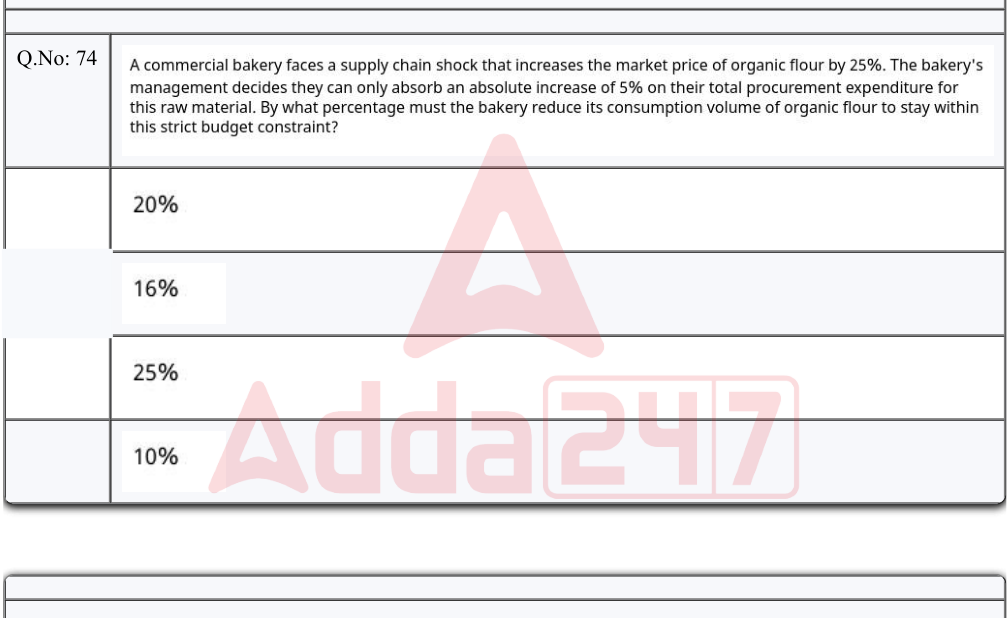 Q.No: 74
A commercial bakery faces a supply chain shock that increases the market price of organic flour by 25%. The bakery's
management decides they can only absorb an absolute increase of 5% on their total procurement expenditure for
this raw material. By what percentage must the bakery reduce its consumption volume of organic flour to stay within
this strict budget constraint?
20%
16%
25%
10%
Adda247